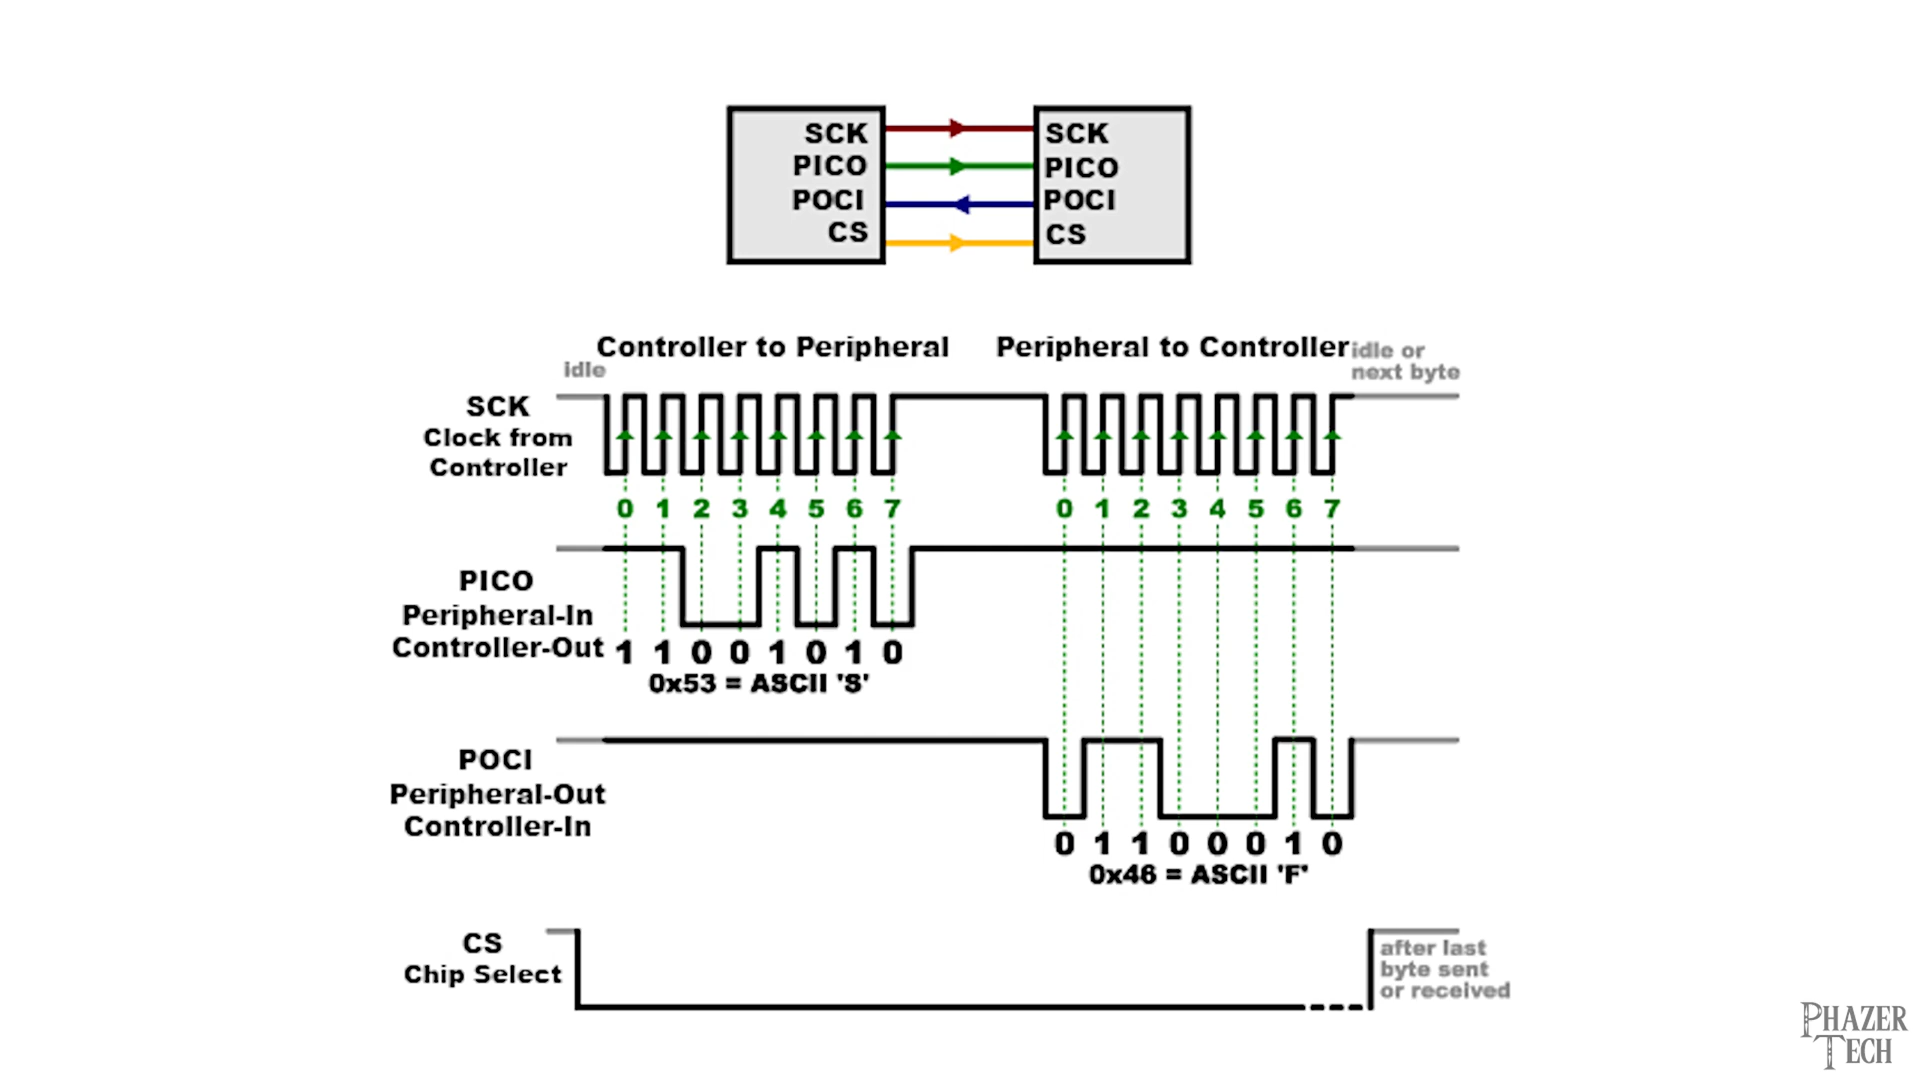 SCK
PICO
POCI
CS
SCK
PICO
POCI
CS
Controller to Peripheral
Peripheral to Controller
idle
idle or
next byte
SCK
Clock from
Controller
0 1 2 3 4 5 6 7
0 1 2 3 4 5 6 7
PICO
Peripheral-In
Controller-Out
1 1 0 0 1 0 1 0
0x53 = ASCII 'S'
POCI
Peripheral-Out
Controller-In
0 1 1 0 0 0 1 0
0x46 = ASCII 'F'
CS
Chip Select
after last
byte sent
or received
PHAZER
TECH